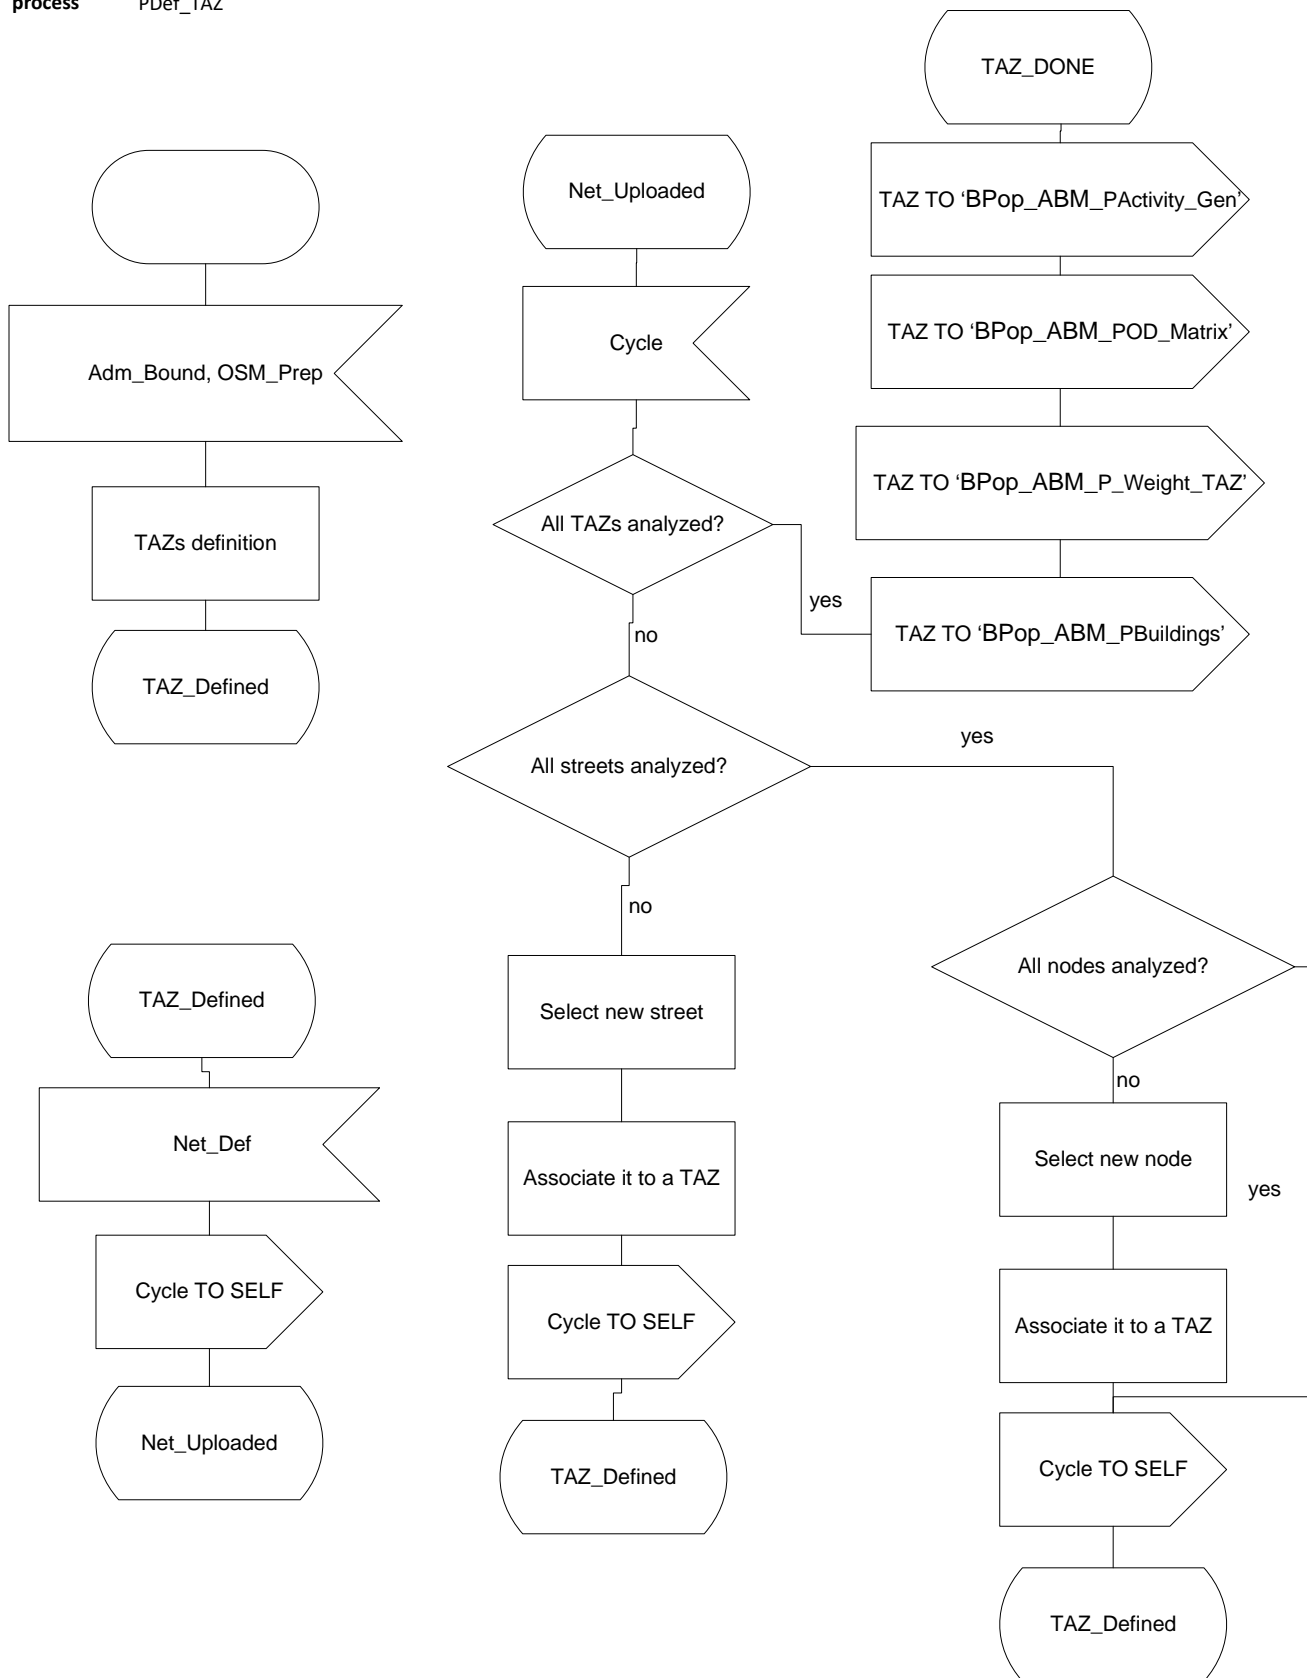 process PDef_TAZ
Adm_Bound, OSM_Prep
TAZs definition
TAZ_Defined
TAZ_Defined
Net_Def
Cycle TO SELF
Net_Uploaded
Net_Uploaded
Cycle
All TAZs analyzed?
yes
no
All streets analyzed?
yes
no
Select new street
Associate it to a TAZ
Cycle TO SELF
TAZ_Defined
TAZ_DONE
TAZ TO ‘BPop_ABM_PActivity_Gen’
TAZ TO ‘BPop_ABM_POD_Matrix’
TAZ TO ‘BPop_ABM_P_Weight_TAZ’
TAZ TO ‘BPop_ABM_PBuildings’
All nodes analyzed?
no
Select new node
yes
Associate it to a TAZ
Cycle TO SELF
TAZ_Defined